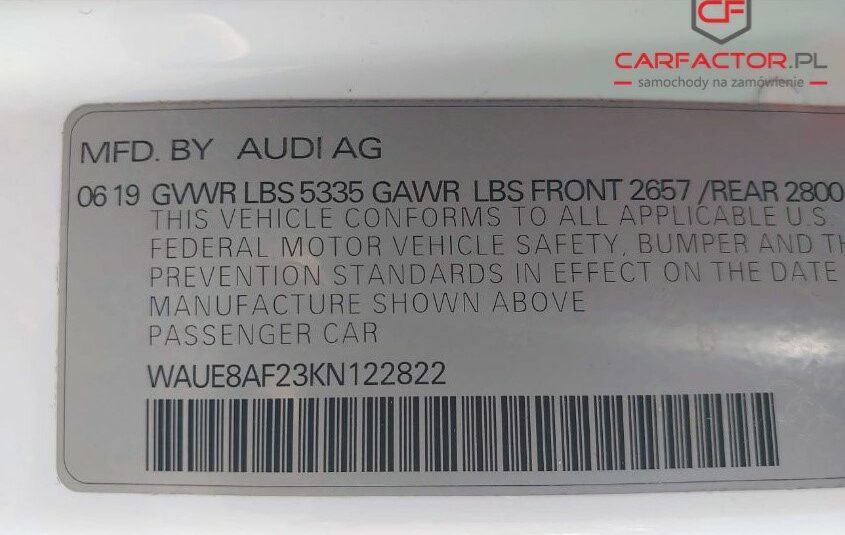 CF
CARFACTOR.PL
samochody na zamówienie
MFD. BY AUDI AG
06 19 GVWR LBS 5335 GAWR LBS FRONT 2657 /REAR 2800
THIS VEHICLE CONFORMS TO ALL APPLICABLE U.S.
FEDERAL MOTOR VEHICLE SAFETY, BUMPER AND TH
PREVENTION STANDARDS IN EFFECT ON THE DATE
MANUFACTURE SHOWN ABOVE
PASSENGER CAR
WAUE8AF23KN122822